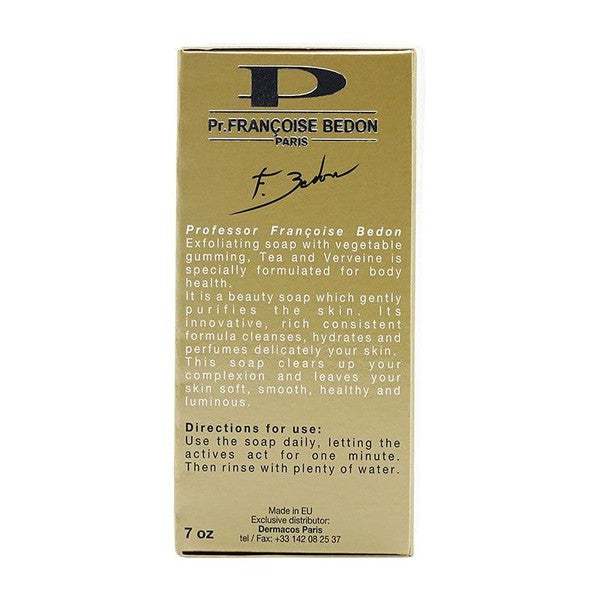 P
Pr.FRANÇOISE BEDON
PARIS
F. Bedon
Professor Françoise Bedon
Exfoliating soap with vegetable
gumming, Tea and Verveine is
specially formulated for body
health.
It is a beauty soap which gently
purifies the skin. Its
innovative, rich consistent
formula cleanses, hydrates and
perfumes delicately your skin.
This soap clears up your
complexion and leaves your
skin soft, smooth, healthy and
luminous.
Directions for use:
Use the soap daily, letting the
actives act for one minute.
Then rinse with plenty of water.
Made in EU
Exclusive distributor:
Dermacos Paris
7 oz tel / Fax: +33 142 08 25 37